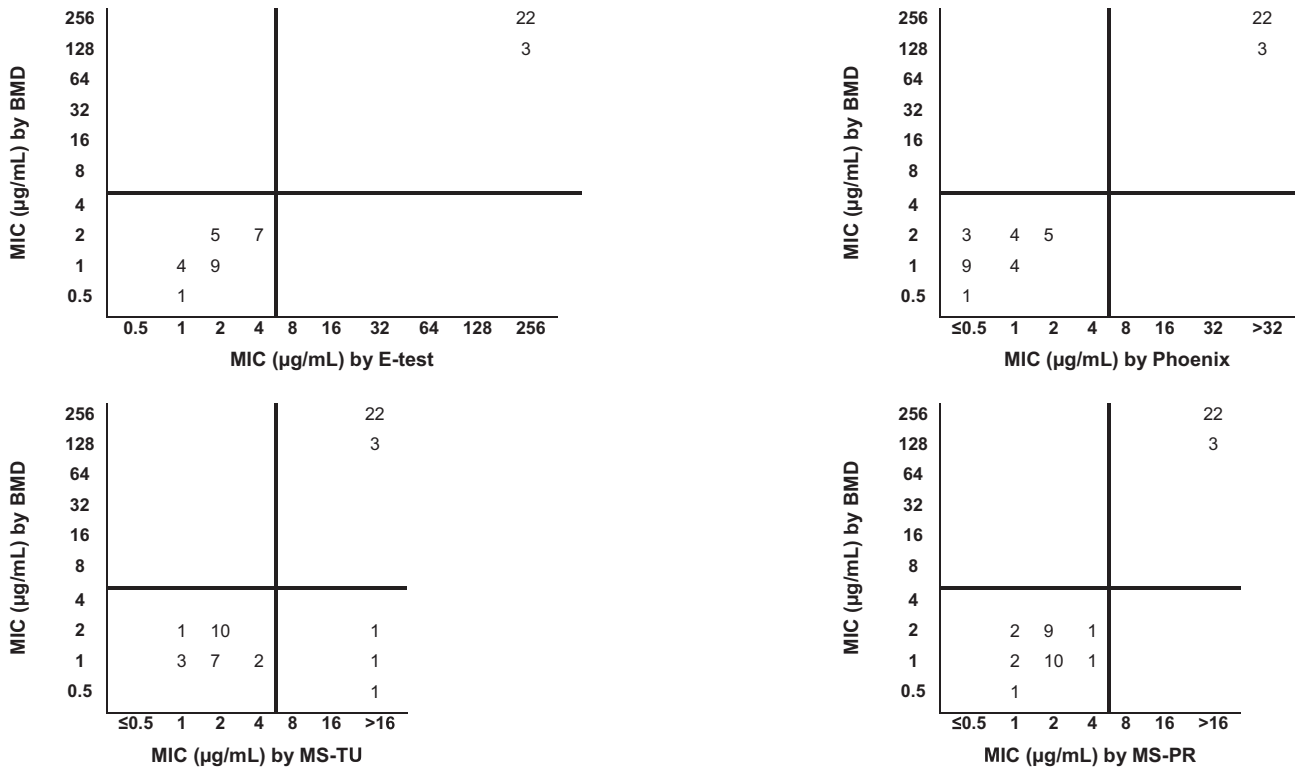 MIC (µg/mL) by BMD
256 22
128 3
64
32
16
8
4
2 5 7
1 4 9
0.5 1
0.5 1 2 4 8 16 32 64 128 256
MIC (µg/mL) by E-test
MIC (µg/mL) by BMD
256 22
128 3
64
32
16
8
4
2 3 4 5
1 9 4
0.5 1
≤0.5 1 2 4 8 16 32 >32
MIC (µg/mL) by Phoenix
MIC (µg/mL) by BMD
256 22
128 3
64
32
16
8
4
2 1 10 1
1 3 7 2 1
0.5 1
≤0.5 1 2 4 8 16 >16
MIC (µg/mL) by MS-TU
MIC (µg/mL) by BMD
256 22
128 3
64
32
16
8
4
2 2 9 1
1 2 10 1
0.5 1
≤0.5 1 2 4 8 16 >16
MIC (µg/mL) by MS-PR